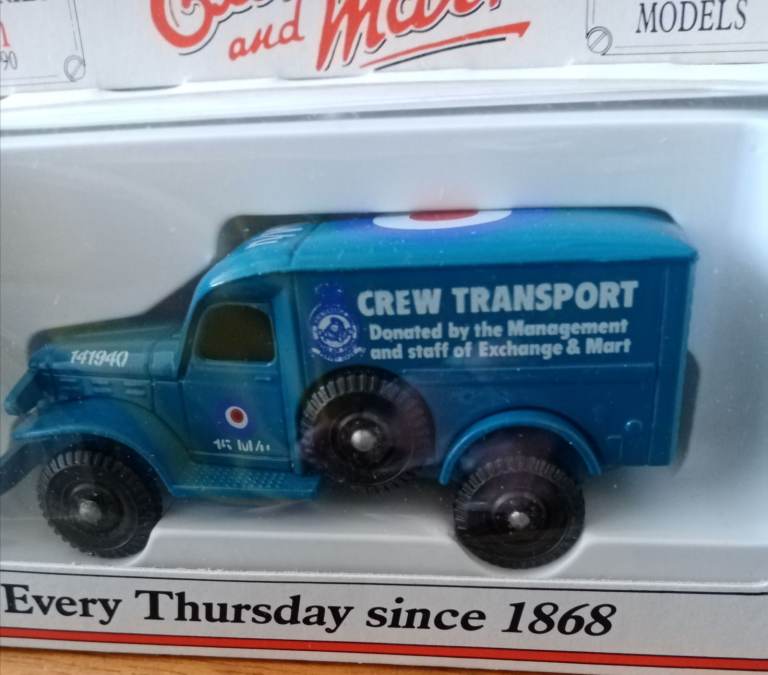 90
and Mart
MODELS
CREW TRANSPORT
Donated by the Management
and staff of Exchange & Mart
141940
Every Thursday since 1868